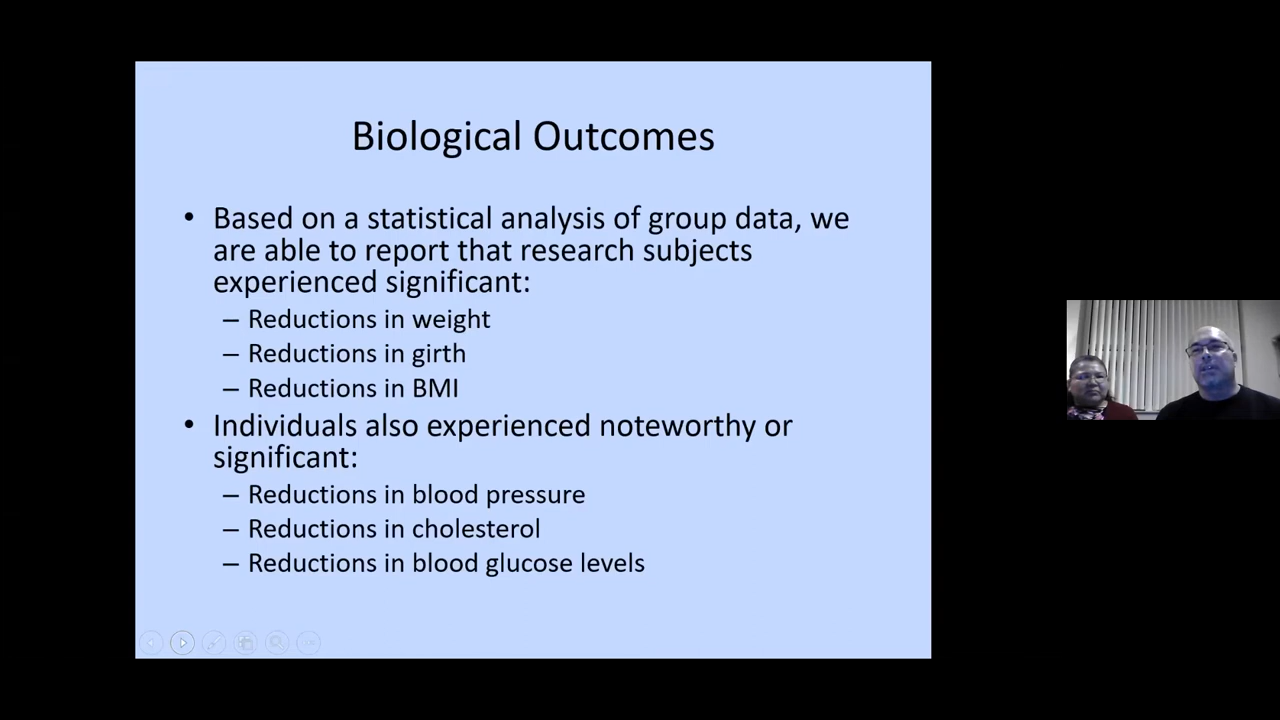 Biological Outcomes
• Based on a statistical analysis of group data, we
are able to report that research subjects
experienced significant:
– Reductions in weight
– Reductions in girth
– Reductions in BMI
• Individuals also experienced noteworthy or
significant:
– Reductions in blood pressure
– Reductions in cholesterol
– Reductions in blood glucose levels